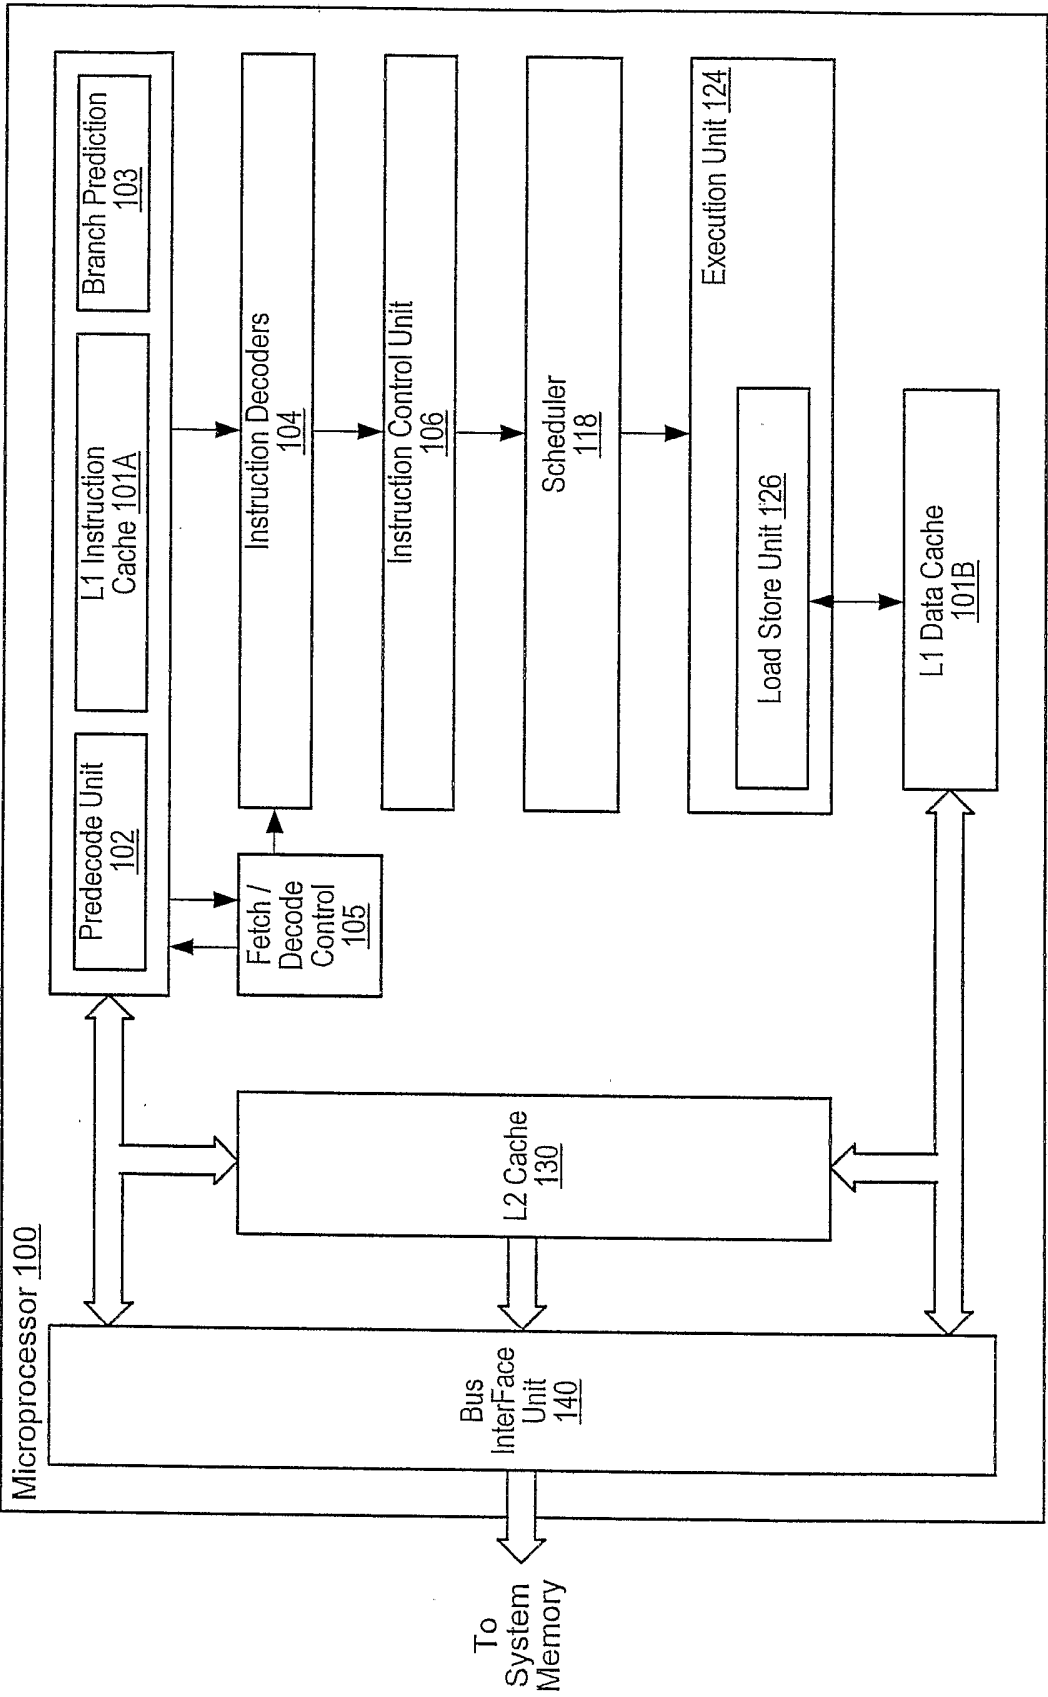 Microprocessor 100
Predecode Unit
102
L1 Instruction
Cache 101A
Branch Prediction
103
Fetch /
Decode
Control
105
Instruction Decoders
104
Instruction Control Unit
106
Scheduler
118
Execution Unit 124
Load Store Unit 126
L1 Data Cache
101B
L2 Cache
130
Bus
InterFace
Unit
140
To
System
Memory